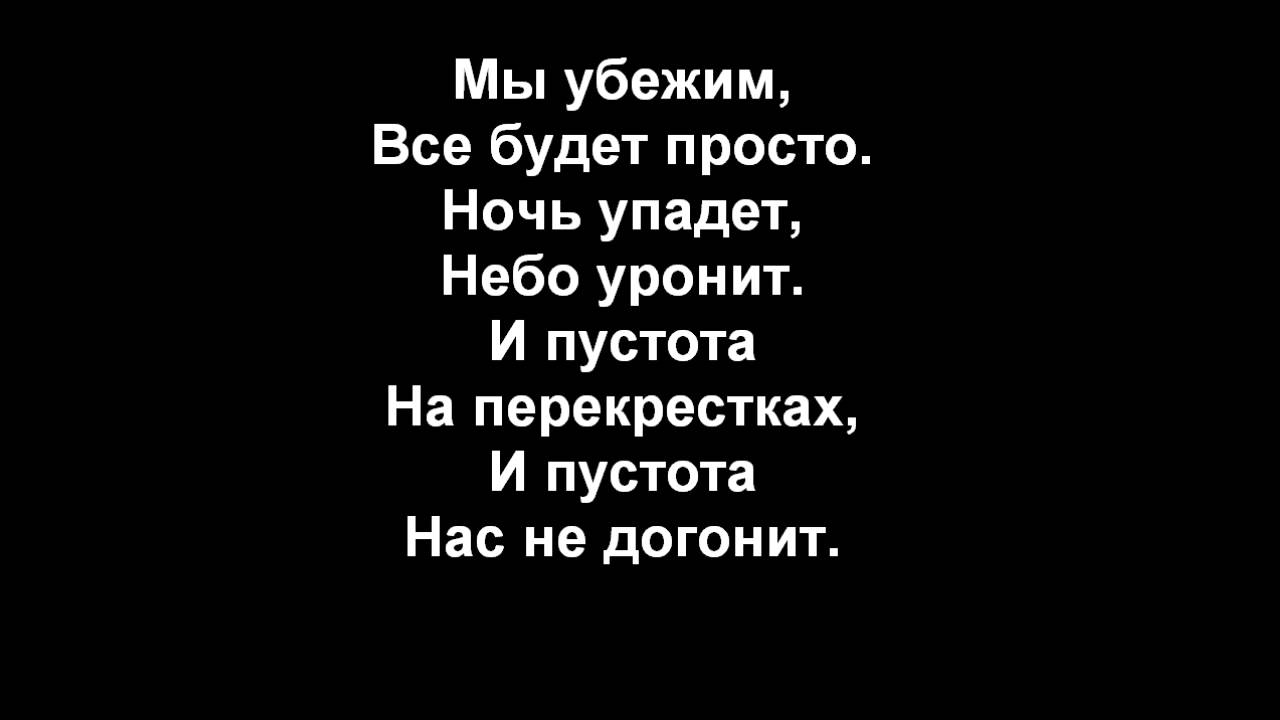 Мы убежим,
Все будет просто.
Ночь упадет,
Небо уронит.
И пустота
На перекрестках,
И пустота
Нас не догонит.